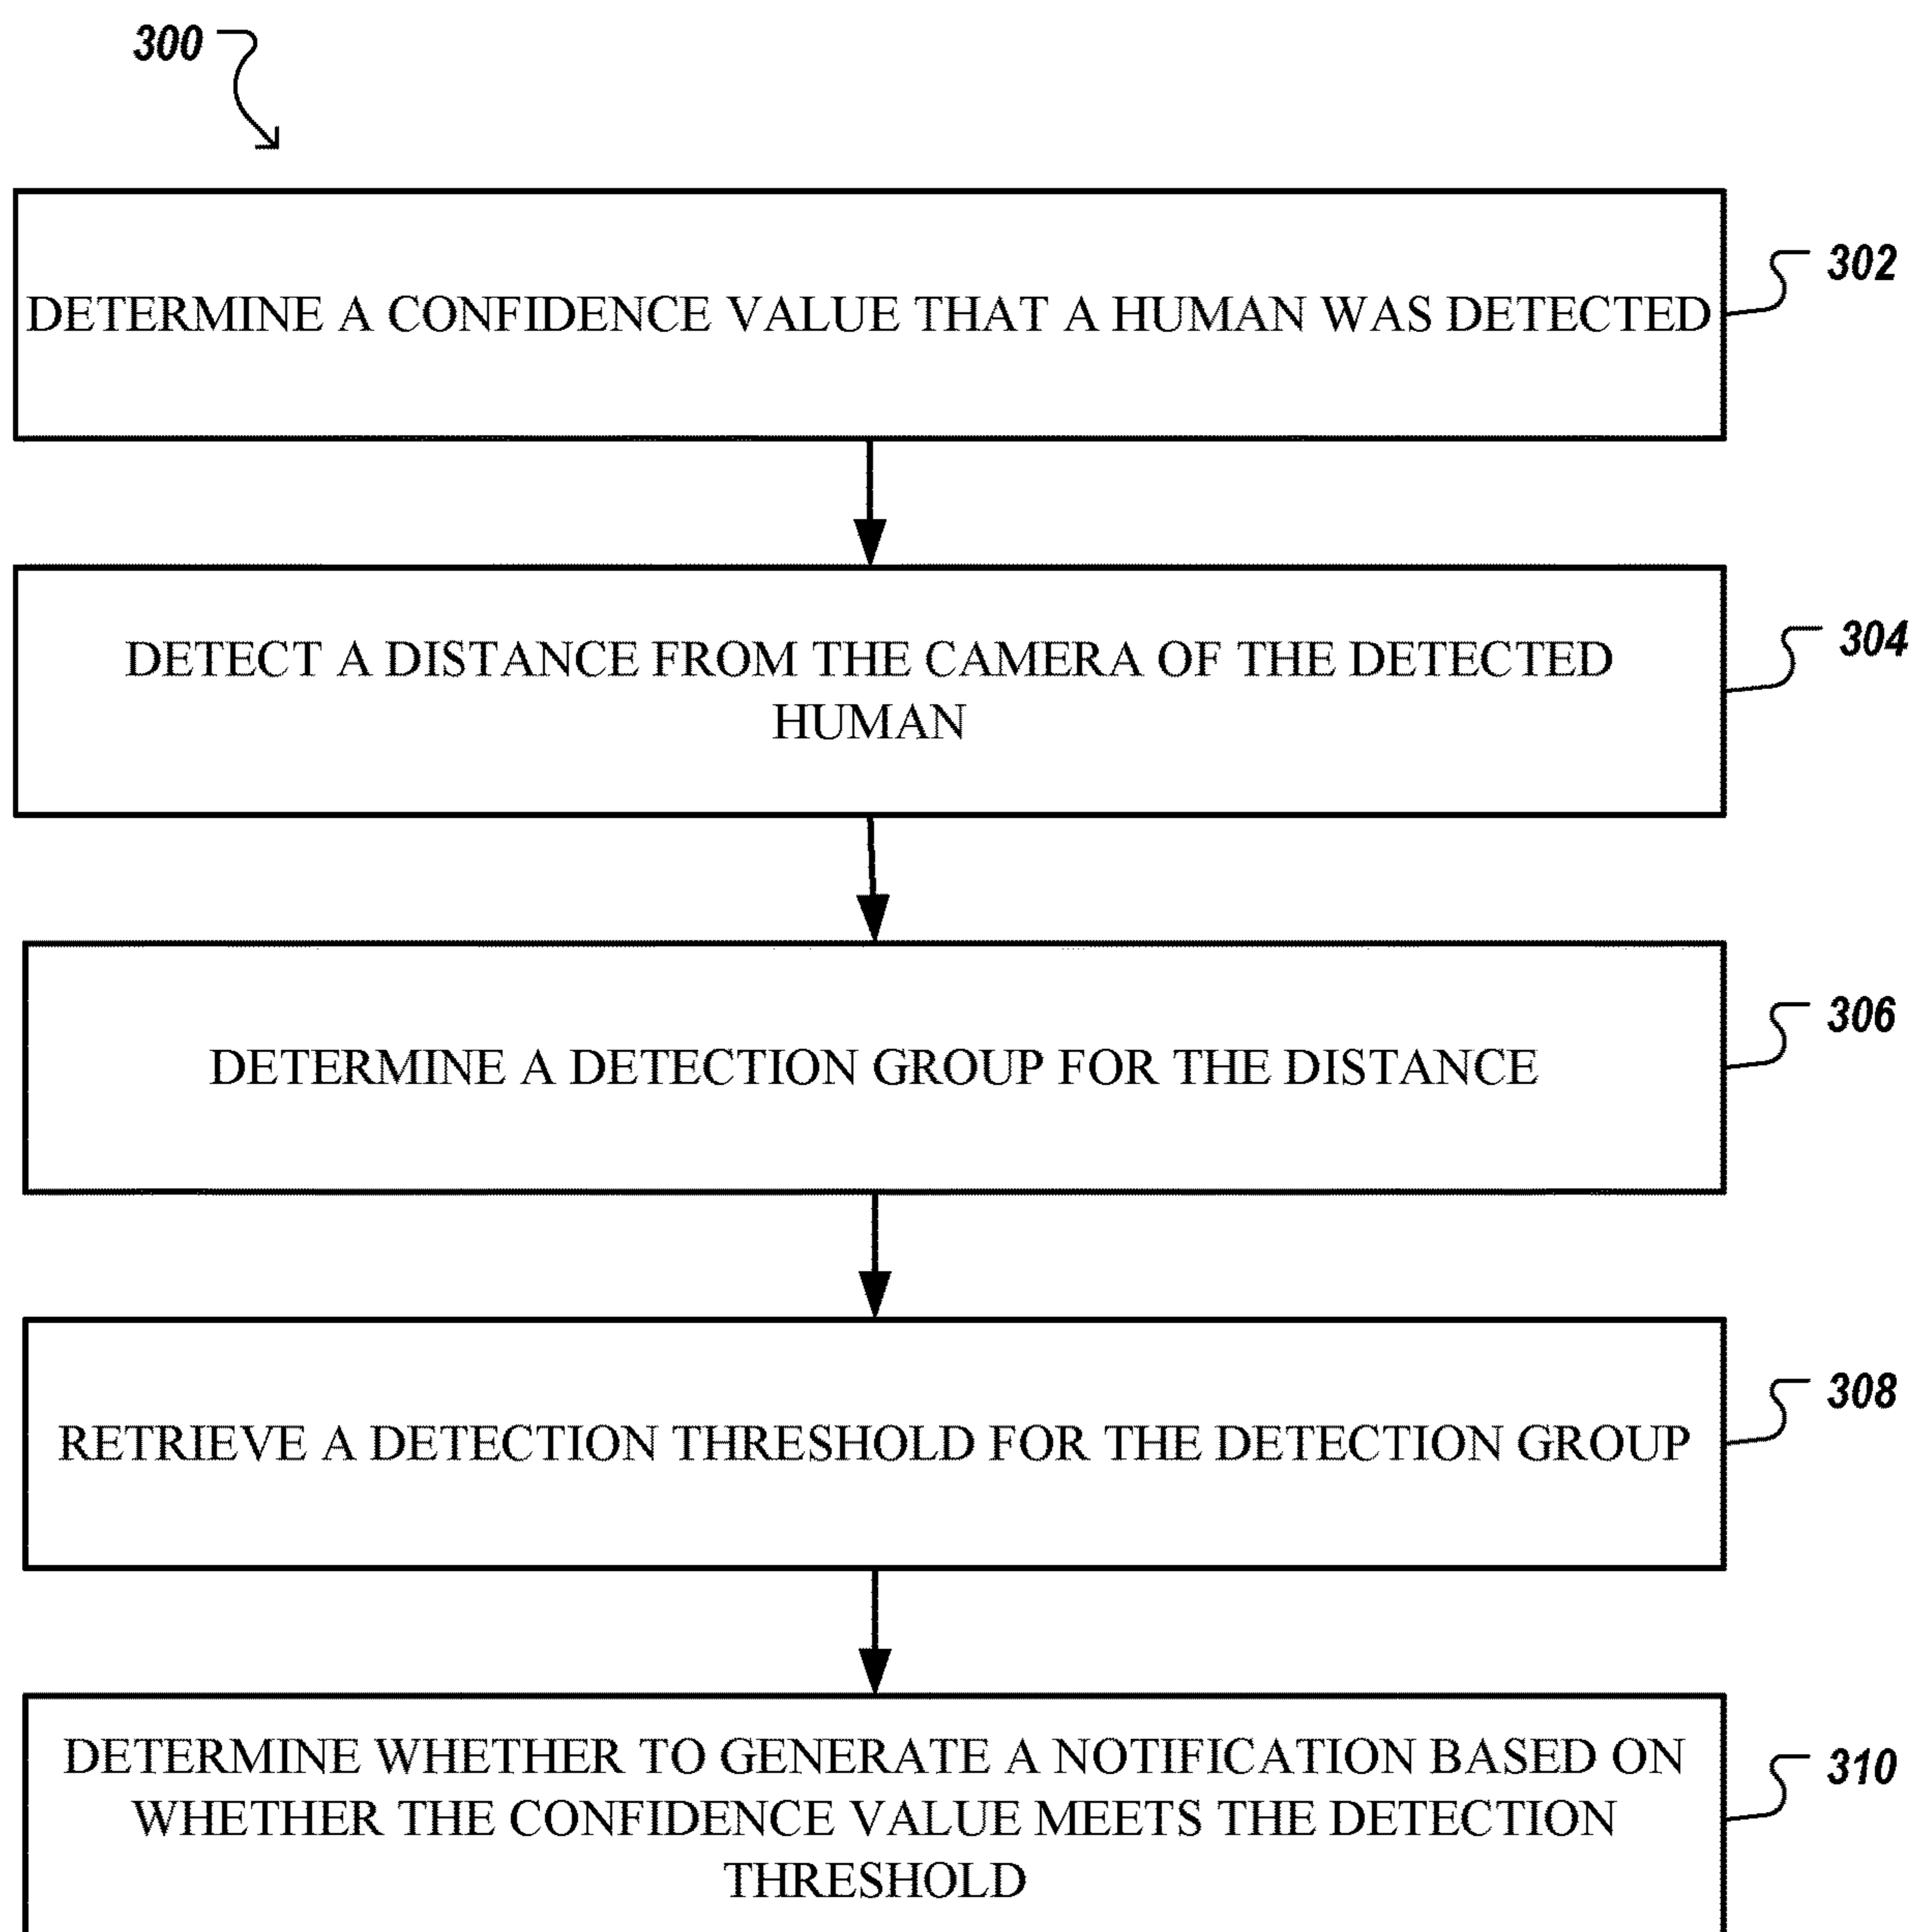 300
DETERMINE A CONFIDENCE VALUE THAT A HUMAN WAS DETECTED
302
DETECT A DISTANCE FROM THE CAMERA OF THE DETECTED
HUMAN
304
DETERMINE A DETECTION GROUP FOR THE DISTANCE
306
RETRIEVE A DETECTION THRESHOLD FOR THE DETECTION GROUP
308
DETERMINE WHETHER TO GENERATE A NOTIFICATION BASED ON
WHETHER THE CONFIDENCE VALUE MEETS THE DETECTION
THRESHOLD
310